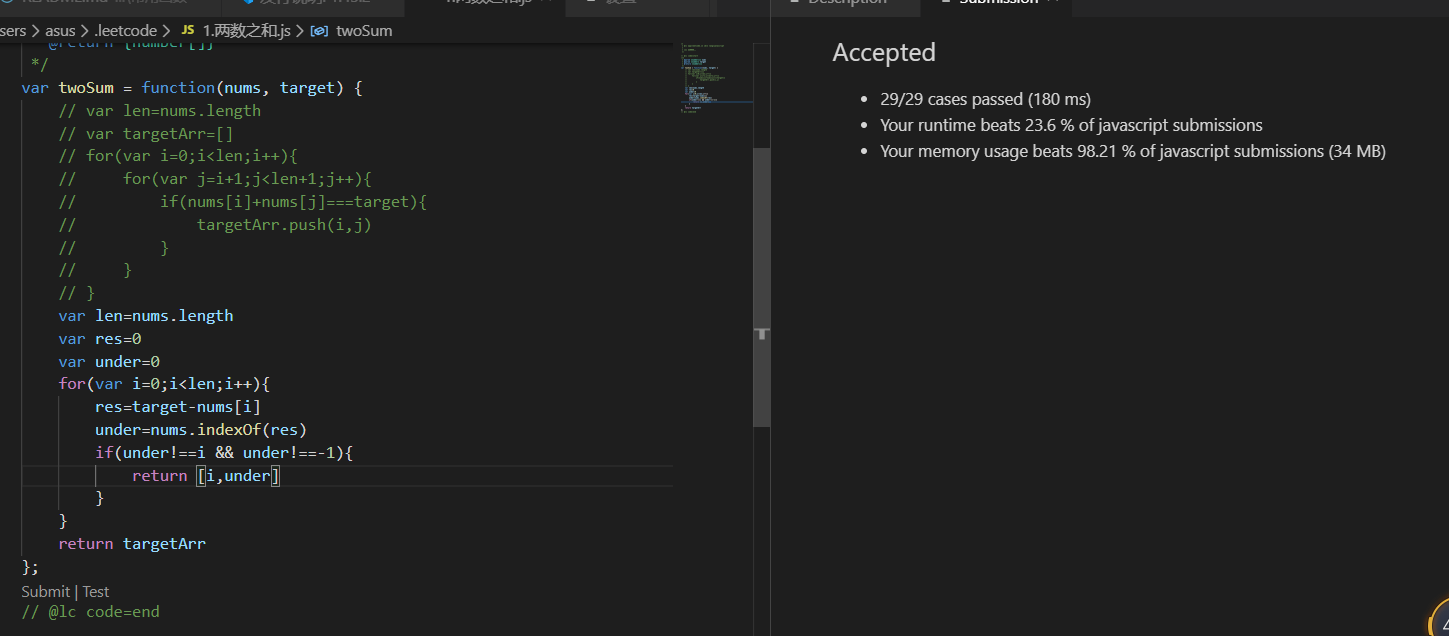 Submission
Description
sers > asus > .leetcode > JS 1.两数之和.js > twoSum
@return {number[]}
*/
var twoSum = function(nums, target) {
// var len=nums.length
// var targetArr=[]
// for(var i=0;i<len;i++){
//     for(var j=i+1;j<len+1;j++){
//         if(nums[i]+nums[j]===target){
//             targetArr.push(i,j)
//         }
//     }
// }
var len=nums.length
var res=0
var under=0
for(var i=0;i<len;i++){
res=target-nums[i]
under=nums.indexOf(res)
if(under!==i && under!==-1){
return [i,under]
}
}
return targetArr
};
Submit | Test
// @lc code=end
Accepted
29/29 cases passed (180 ms)
Your runtime beats 23.6 % of javascript submissions
Your memory usage beats 98.21 % of javascript submissions (34 MB)